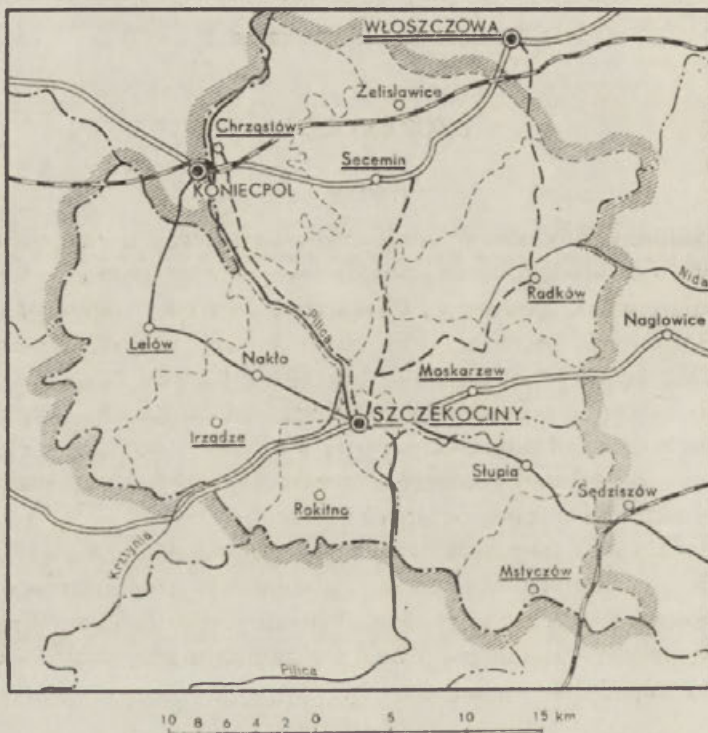 WŁOSZCZOWA
Żelisławice
Chrząstów
Secemin
KONIECPOL
Nida
Radków
Pilica
Nagłowice
Lelów
Nakło
Moskarzew
SZCZEKOCINY
Irządze
Słupia
Rokitno
Sędziszów
Krztynia
Mstyczów
Pilica
10 8 6 4 2 0 5 10 15 km